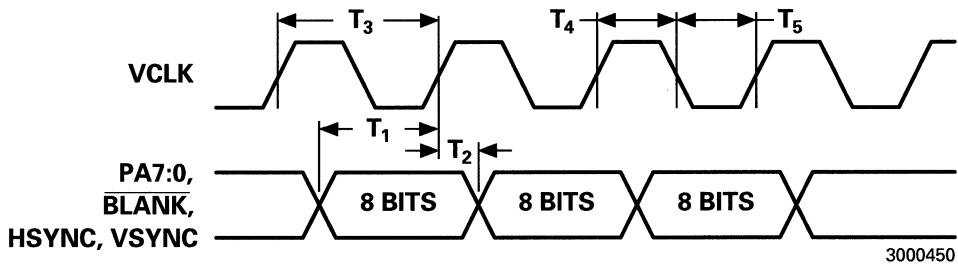 T3
T4
T5
VCLK
T1
T2
PA7:0,
BLANK,
HSYNC, VSYNC
8 BITS
8 BITS
8 BITS
3000450